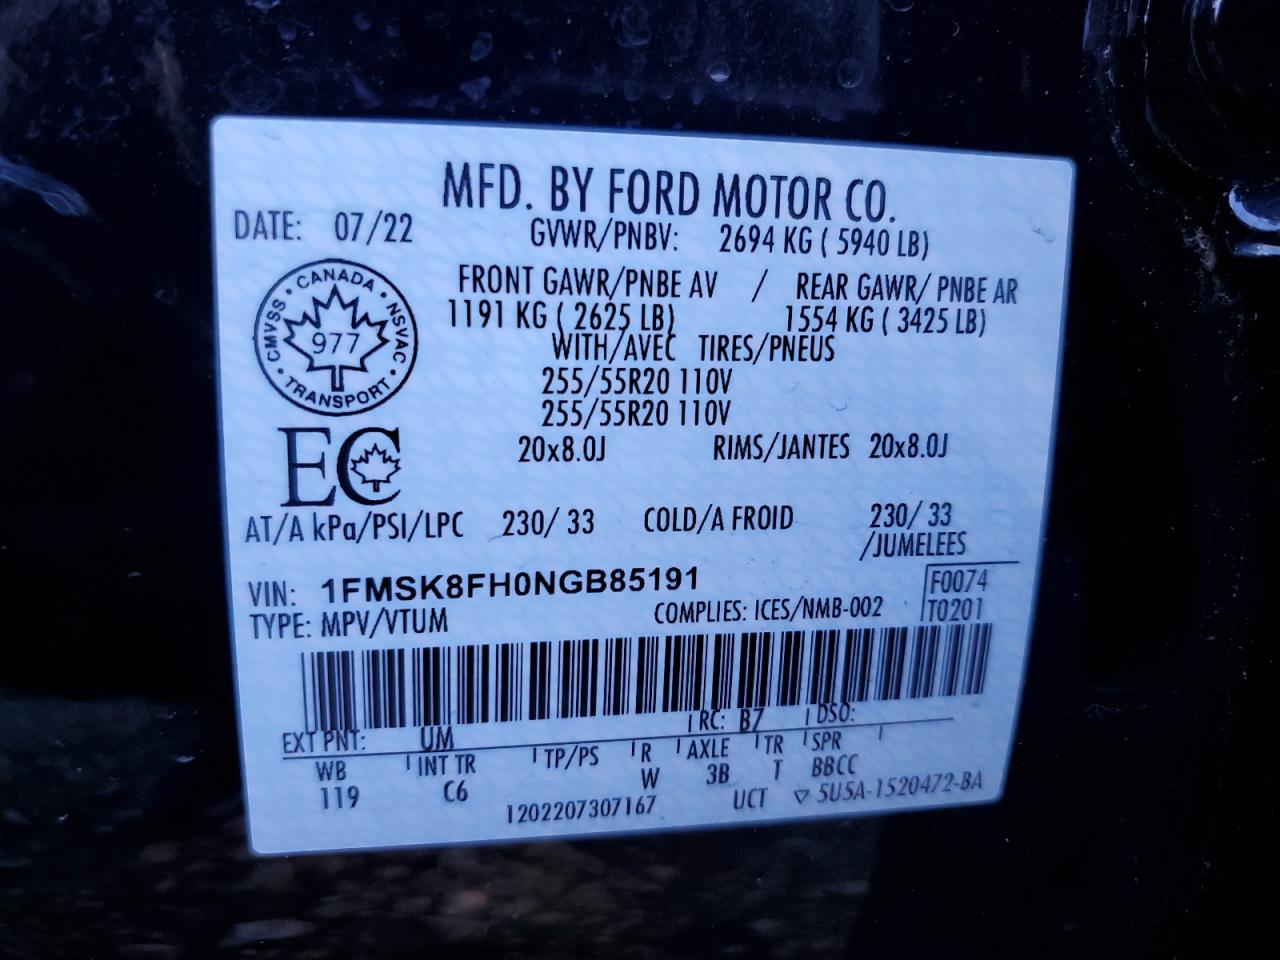 MFD. BY FORD MOTOR CO.
DATE: 07/22 GVWR/PNBV: 2694 KG ( 5940 LB)
FRONT GAWR/PNBE AV / REAR GAWR/ PNBE AR
1191 KG ( 2625 LB) 1554 KG ( 3425 LB)
WITH/AVEC TIRES/PNEUS
255/55R20 110V
255/55R20 110V
20x8.0J RIMS/JANTES 20x8.0J
CANADA • NSVAC • TRANSPORT • CMVSS •
977
EC
AT/A kPa/PSI/LPC 230/ 33 COLD/A FROID 230/ 33
/JUMELEES
VIN: 1FMSK8FH0NGB85191 F0074
TYPE: MPV/VTUM COMPLIES: ICES/NMB-002 T0201
EXT PNT: UM RC: B7 DSO:
WB INT TR TP/PS R AXLE TR SPR
119 C6 W 3B T BBCC
1202207307167 UCT ▽ 5U5A-1520472-BA